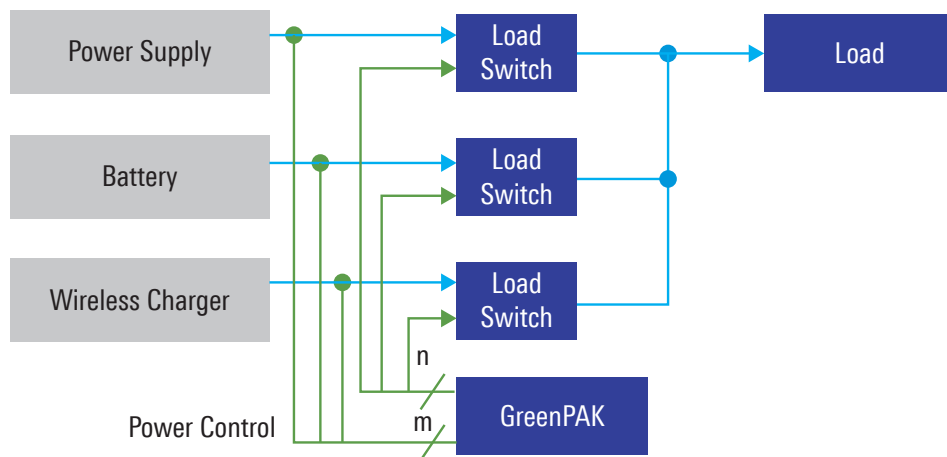 Power Supply
Load
Switch
Load
Battery
Load
Switch
Wireless Charger
Load
Switch
n
GreenPAK
m
Power Control